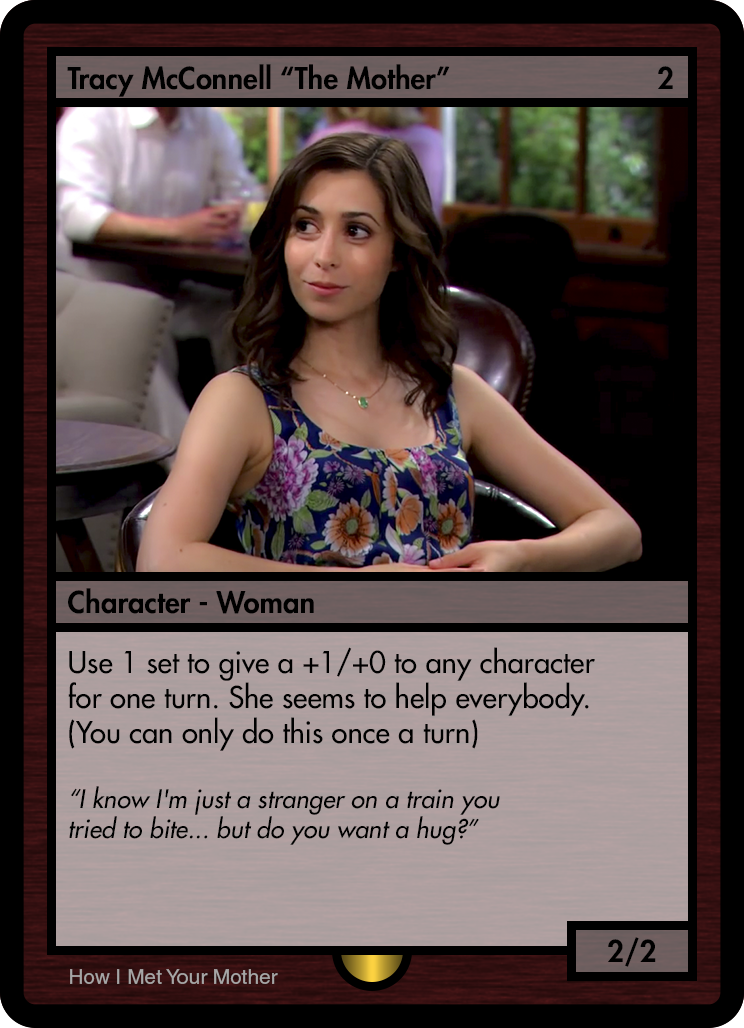 Tracy McConnell “The Mother” 2
Character - Woman
Use 1 set to give a +1/+0 to any character
for one turn. She seems to help everybody.
(You can only do this once a turn)
“I know I'm just a stranger on a train you
tried to bite... but do you want a hug?”
2/2
How I Met Your Mother